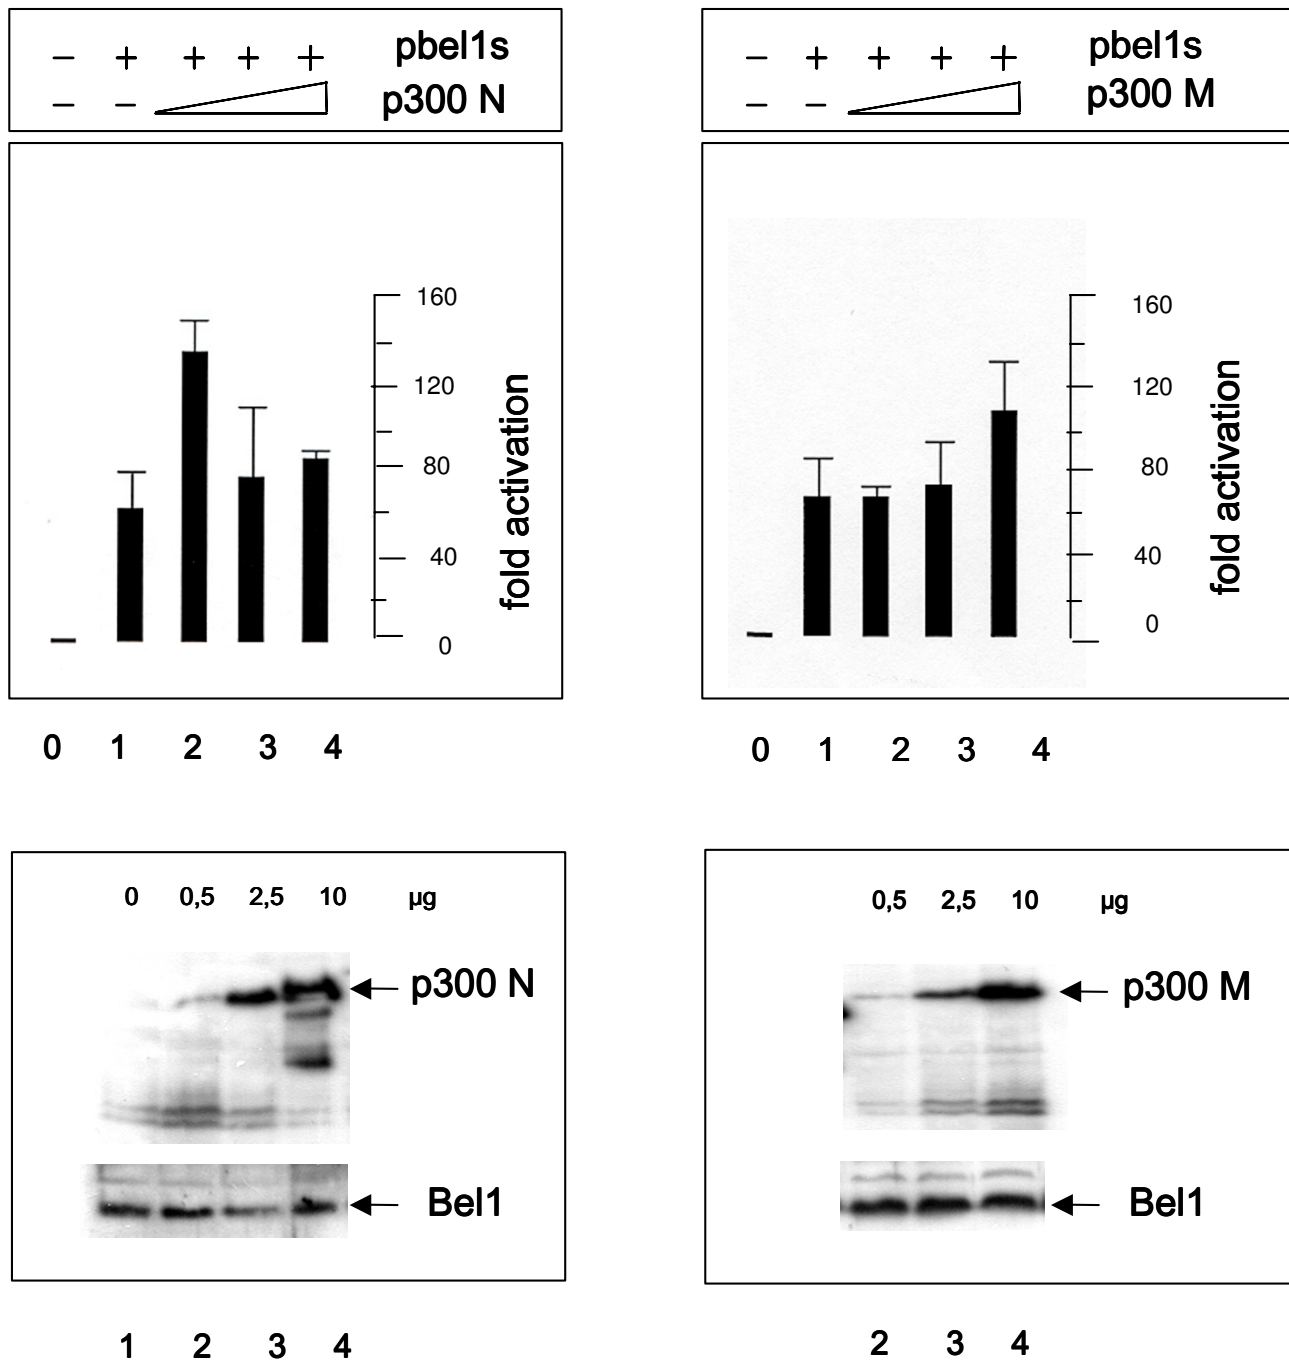 − + + + + pbel1s
− − p300 N
160
120
80
40
0
fold activation
0 1 2 3 4
− + + + + pbel1s
− − p300 M
160
120
80
40
0
fold activation
0 1 2 3 4
0 0,5 2,5 10 µg
p300 N
Bel1
1 2 3 4
0,5 2,5 10 µg
p300 M
Bel1
2 3 4